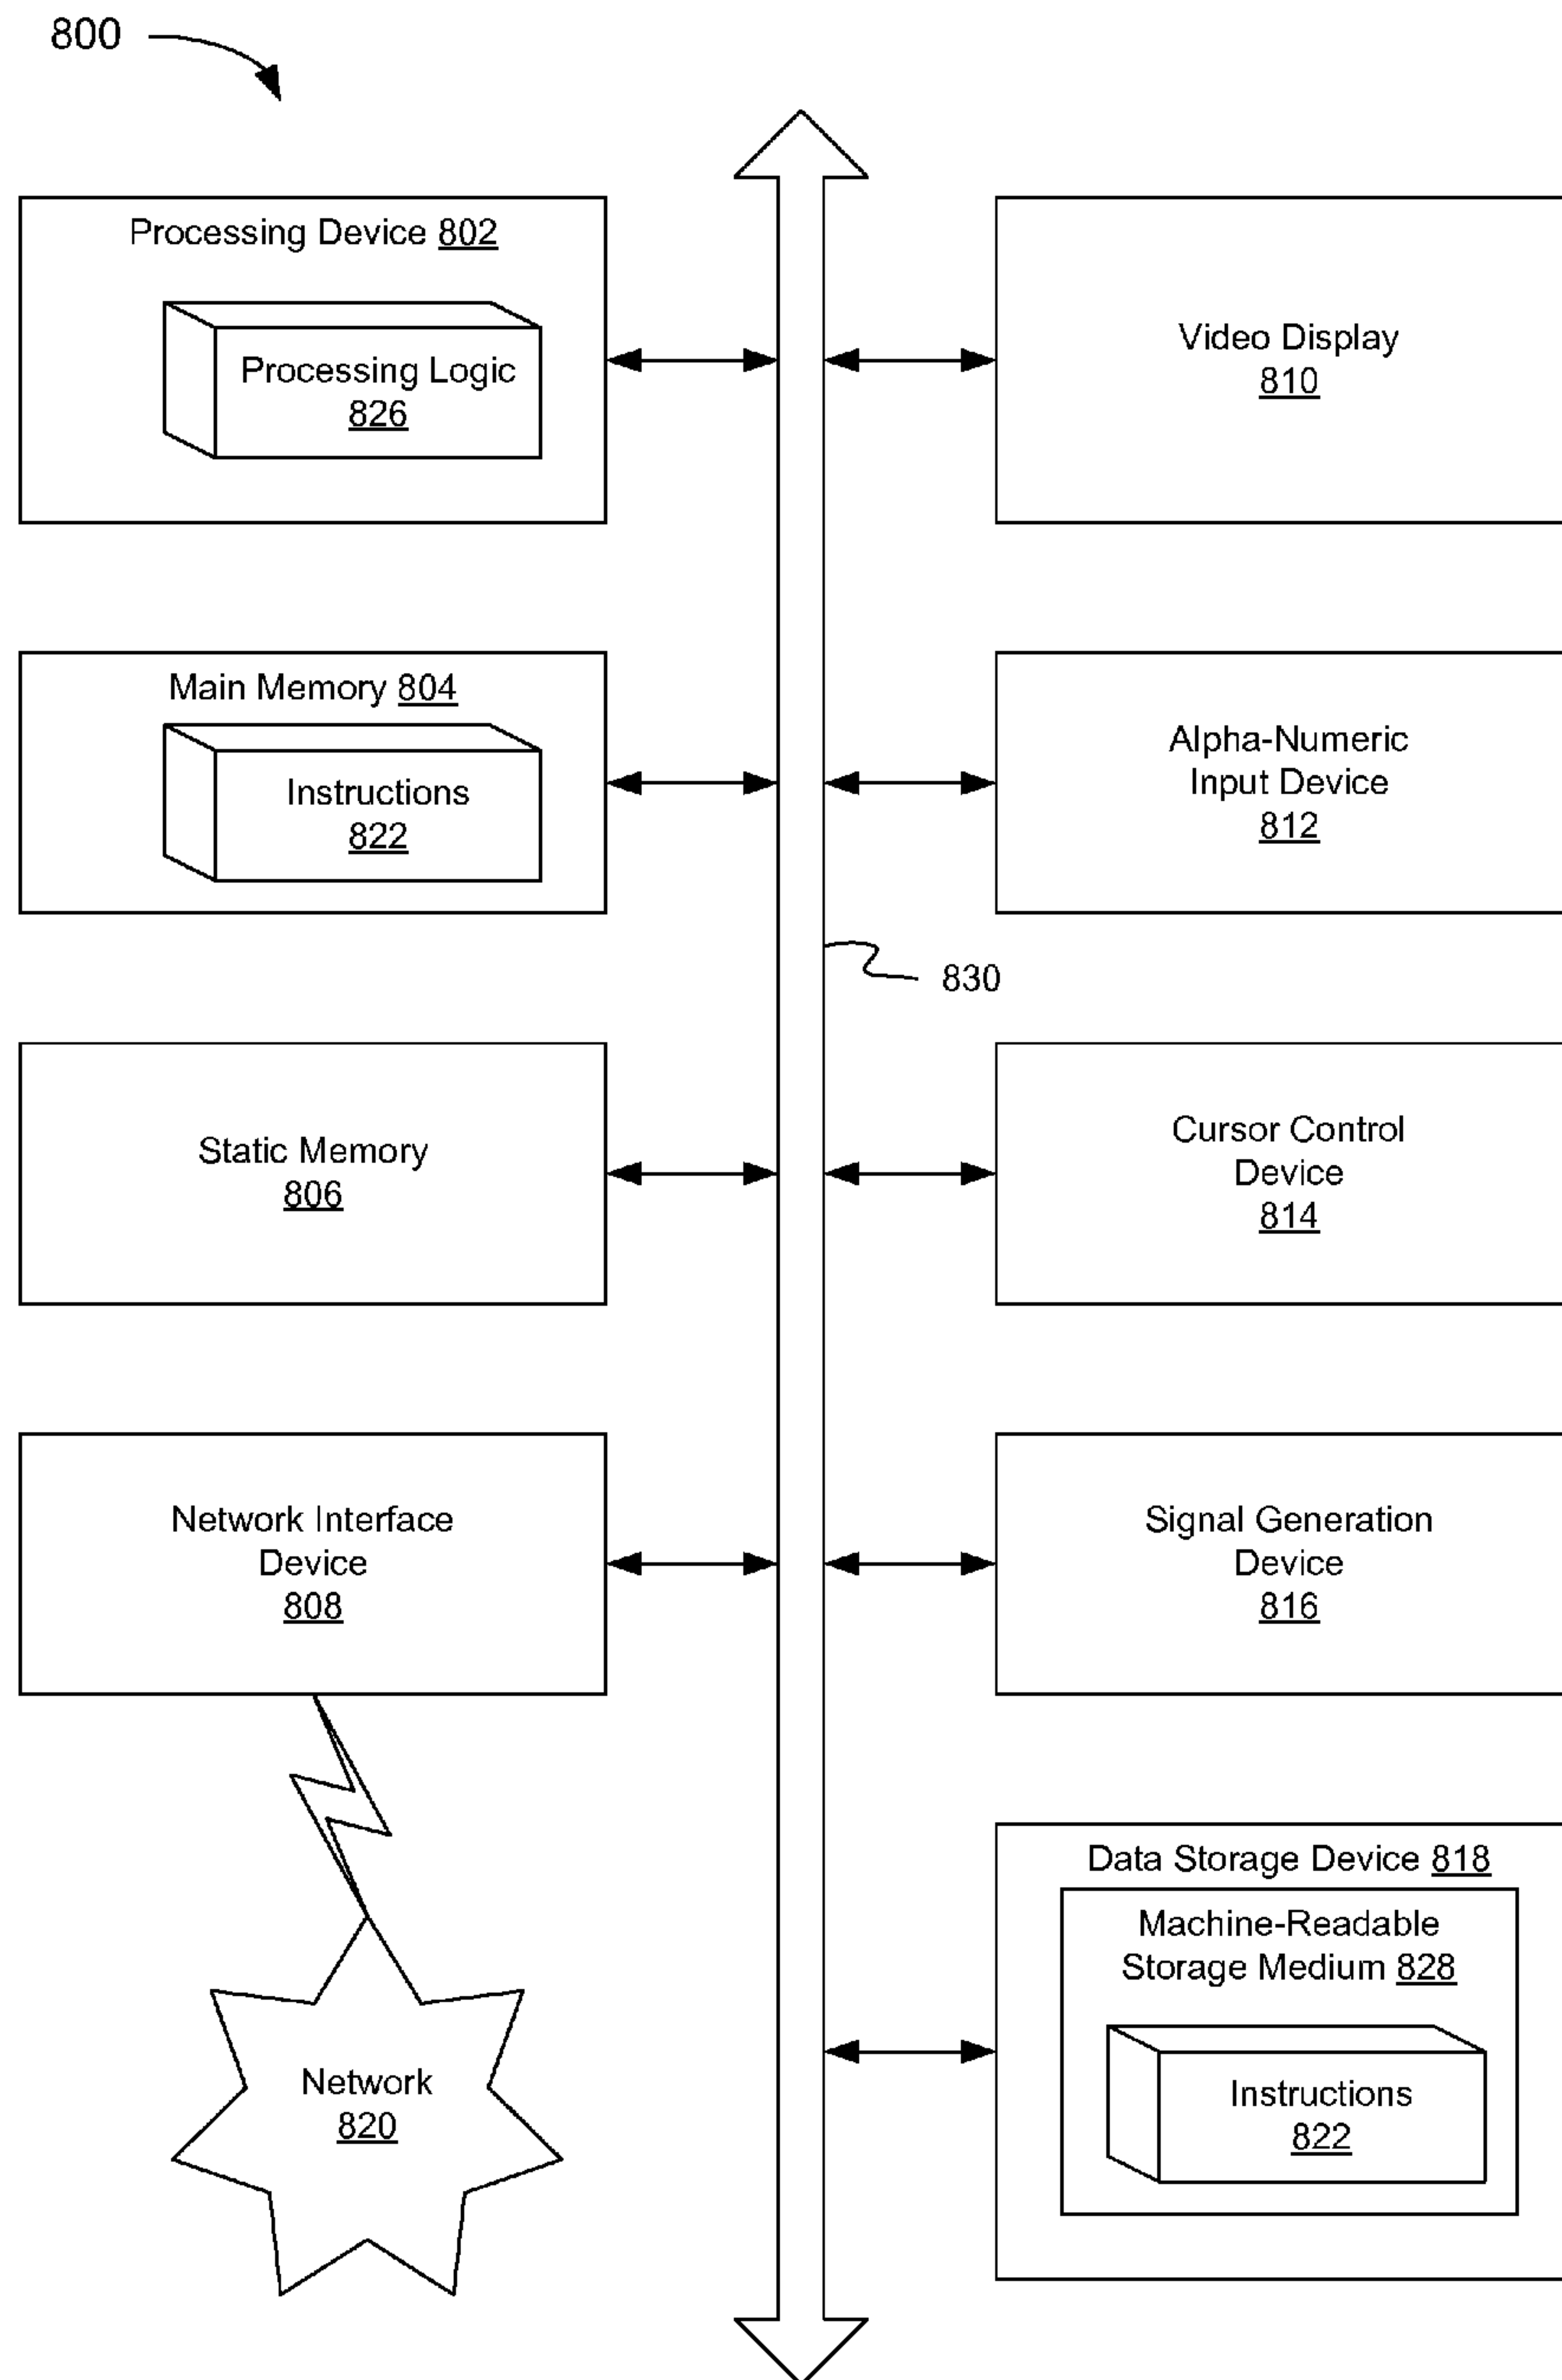 800
Processing Device 802
Processing Logic
826
Video Display
810
Main Memory 804
Instructions
822
Alpha-Numeric
Input Device
812
830
Static Memory
806
Cursor Control
Device
814
Network Interface
Device
808
Signal Generation
Device
816
Data Storage Device 818
Machine-Readable
Storage Medium 828
Instructions
822
Network
820